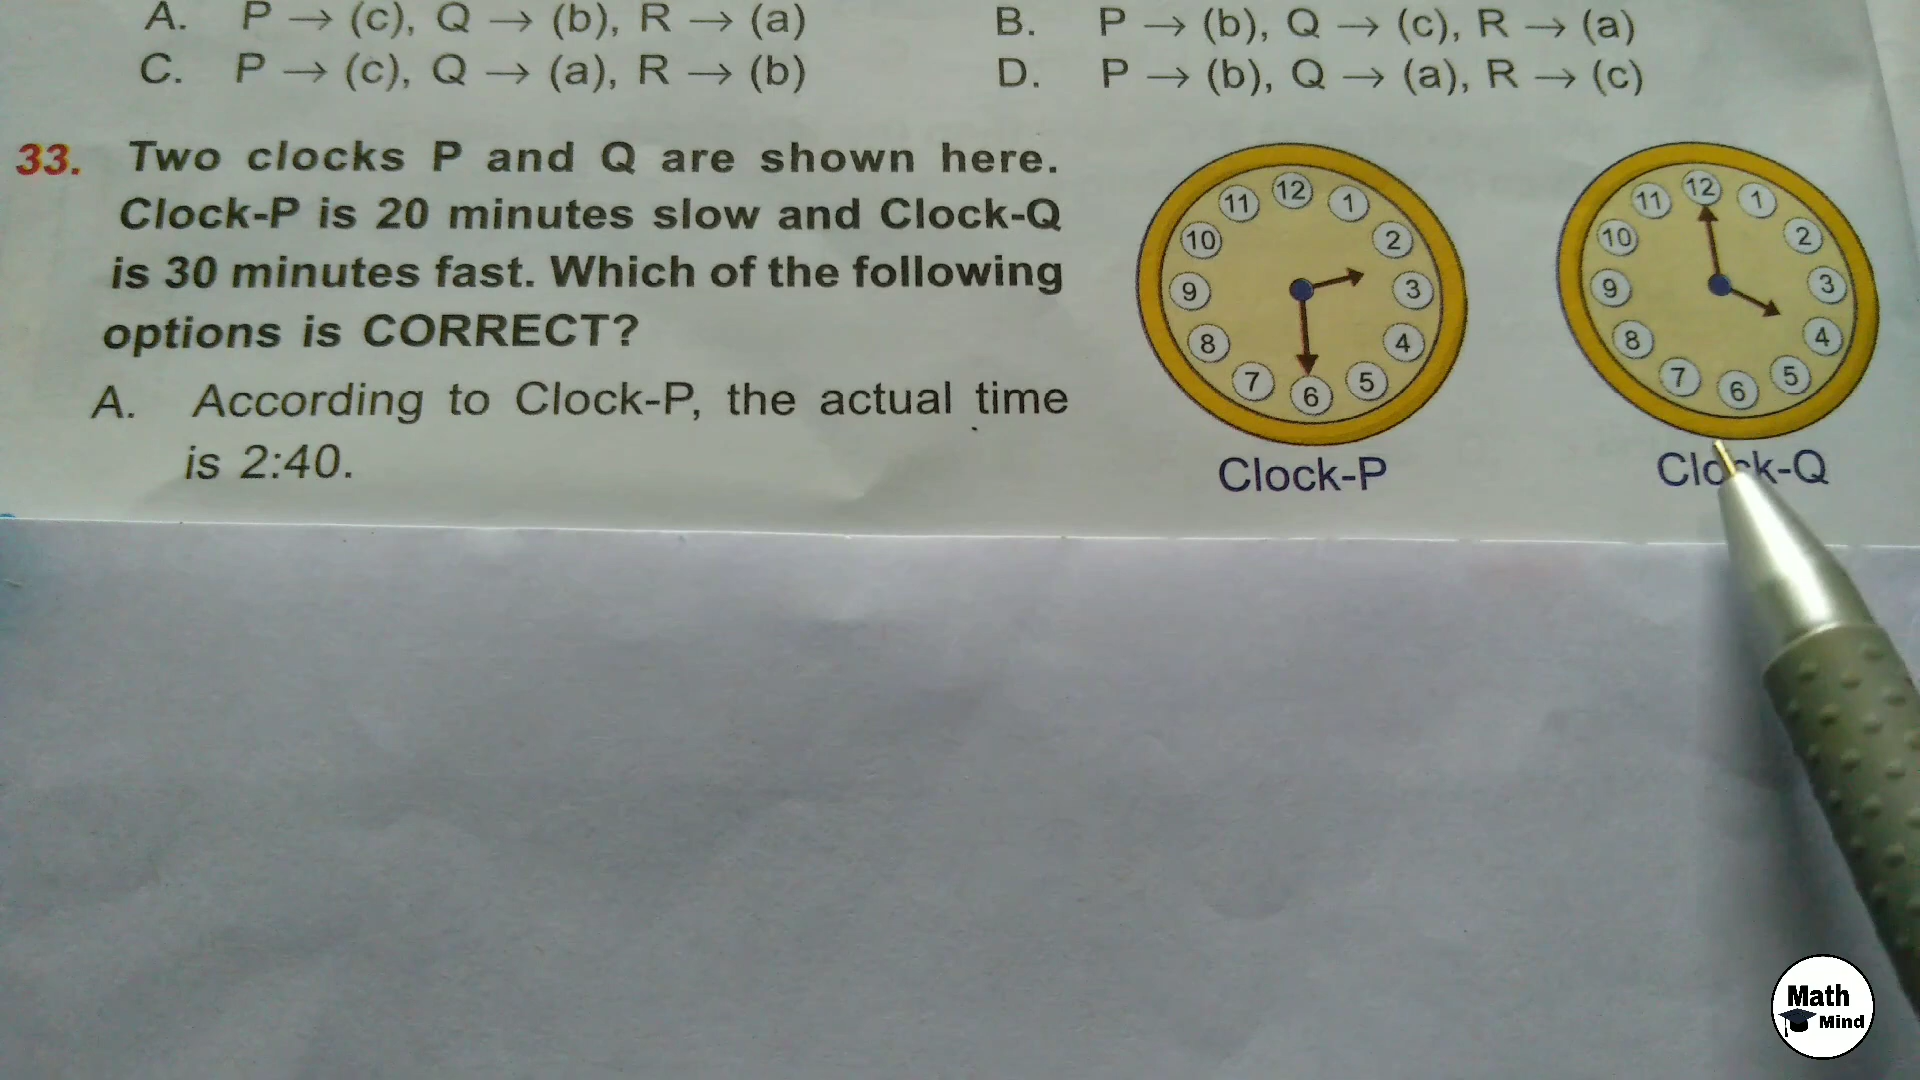 A. P → (c), Q → (b), R → (a) B. P → (b), Q → (c), R → (a)
C. P → (c), Q → (a), R → (b) D. P → (b), Q → (a), R → (c)
33. Two clocks P and Q are shown here.
Clock-P is 20 minutes slow and Clock-Q
is 30 minutes fast. Which of the following
options is CORRECT?
A. According to Clock-P, the actual time
is 2:40.
12 1 2 3 4 5 6 7 8 9 10 11
Clock-P
12 1 2 3 4 5 6 7 8 9 10 11
Clock-Q
Math
Mind